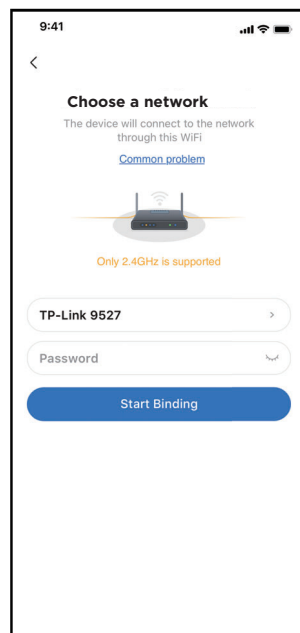 9:41
Choose a network
The device will connect to the network
through this WiFi
Common problem
Only 2.4GHz is supported
TP-Link 9527
Password
Start Binding